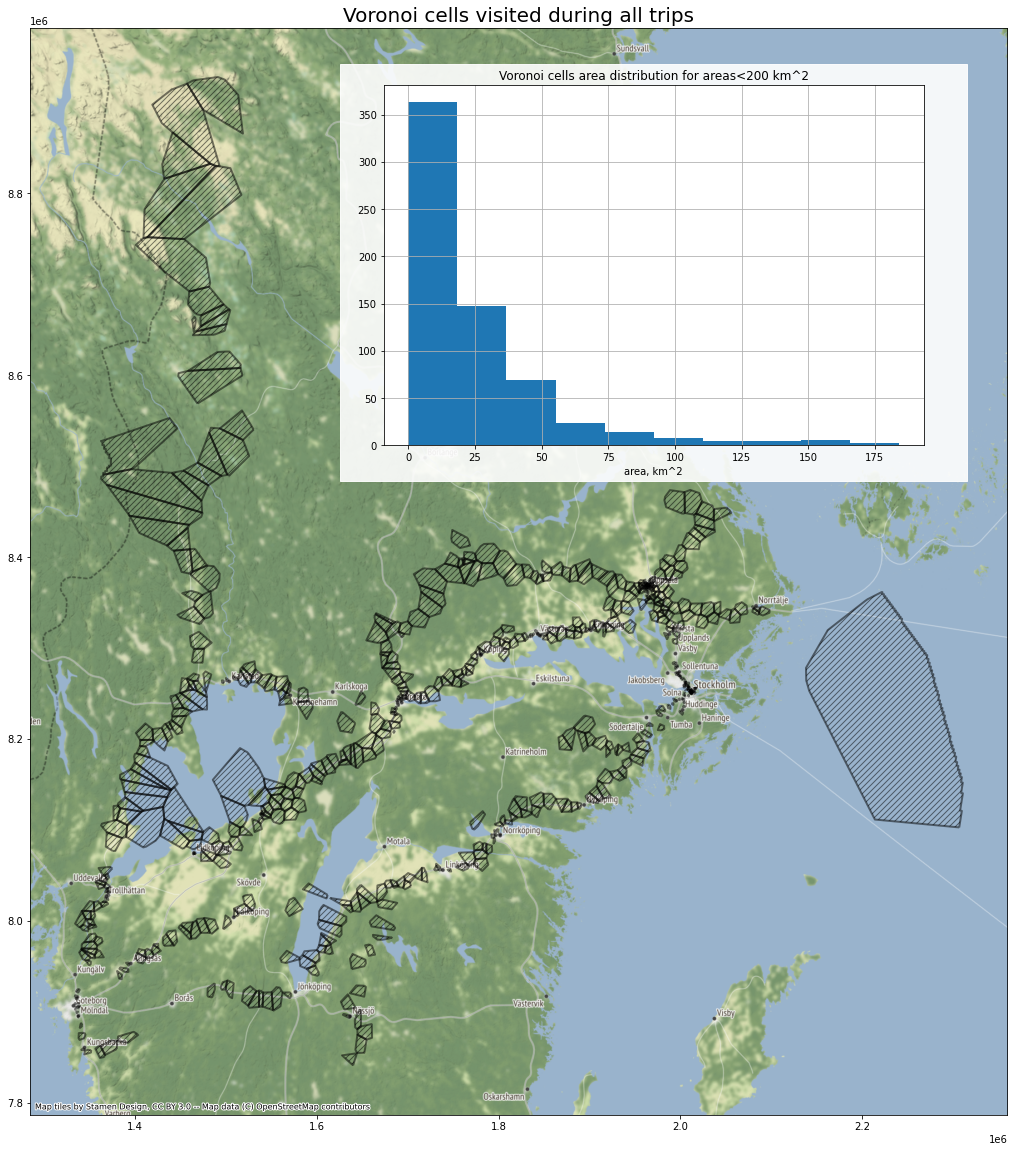 Voronoi cells visited during all trips
1e6
Sundsvall
Voronoi cells area distribution for areas<200 km^2
350
300
250
200
150
100
50
0
0 25 50 75 100 125 150 175
area, km^2
8.8
8.6
8.4
8.2
8.0
7.8
Norrtälje
Upplands
Väsby
Sollentuna
Jakobsberg
Stockholm
Solna
Huddinge
Haninge
Tumba
Södertälje
Karlskoga
Eskilstuna
Katrineholm
Norrköping
Motala
Linköping
Uddevalla
Trollhättan
Skövde
Falköping
Kungälv
Göteborg
Mölndal
Borås
Jönköping
Nässjö
Kungsbacka
Västervik
Visby
Oskarshamn
Varberg
Map tiles by Stamen Design, CC BY 3.0 -- Map data (C) OpenStreetMap contributors
1.4 1.6 1.8 2.0 2.2
1e6